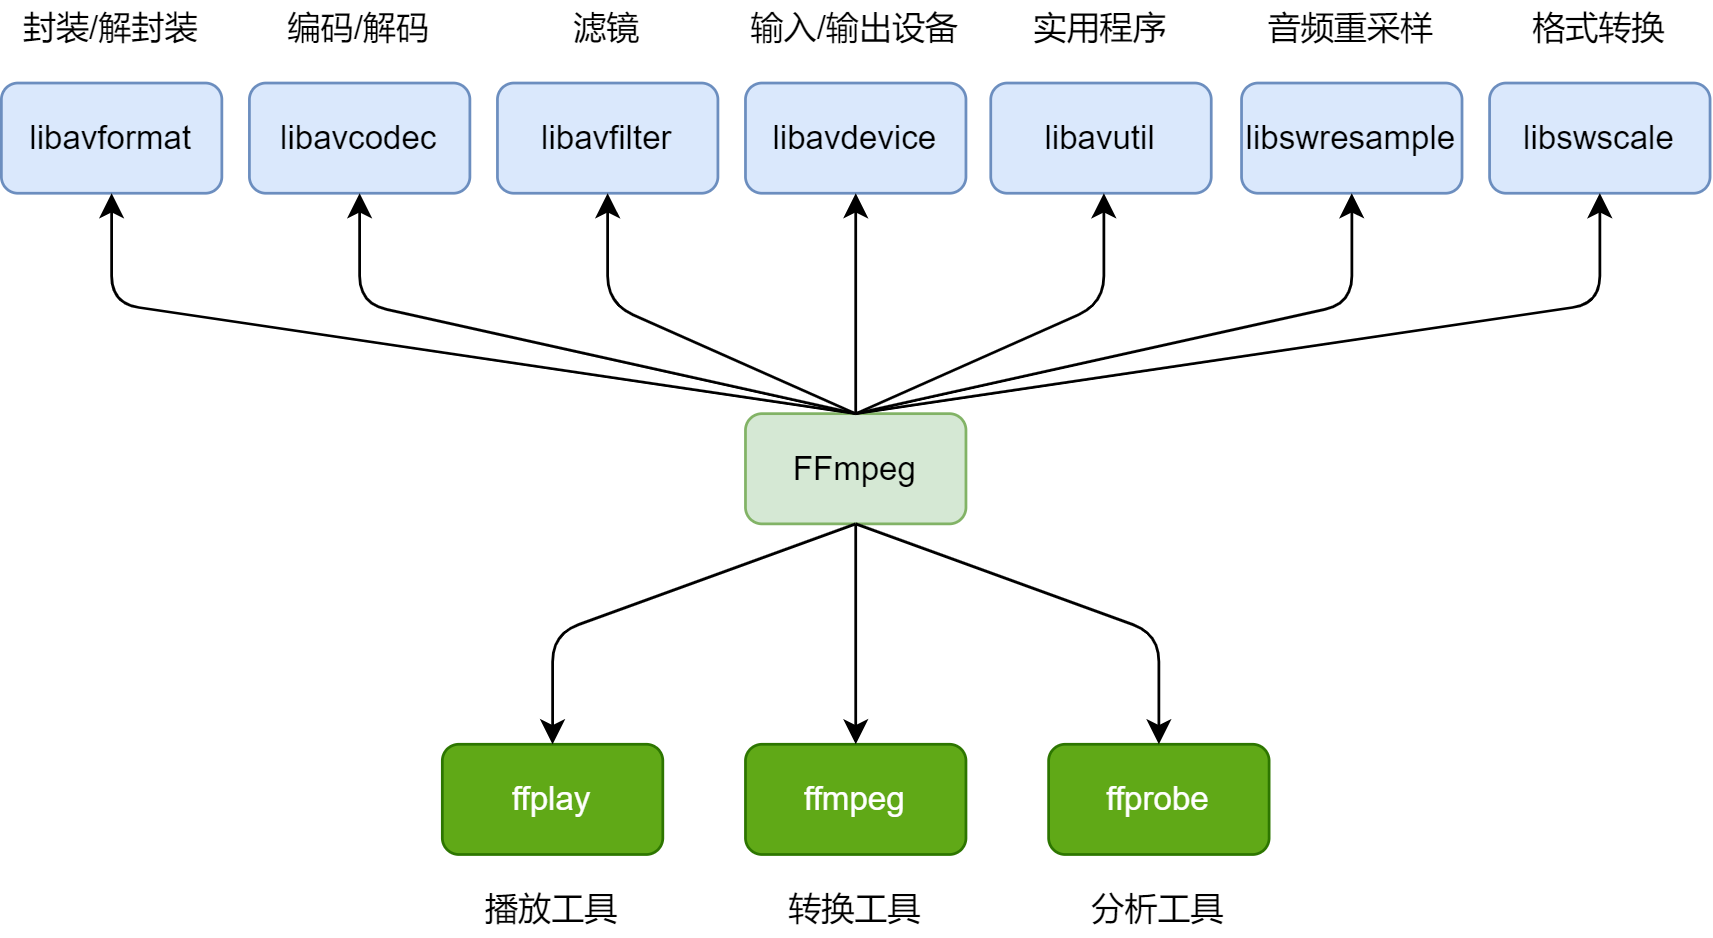 封装/解封装
编码/解码
滤镜
输入/输出设备
实用程序
音频重采样
格式转换
libavformat
libavcodec
libavfilter
libavdevice
libavutil
libswresample
libswscale
FFmpeg
ffplay
ffmpeg
ffprobe
播放工具
转换工具
分析工具